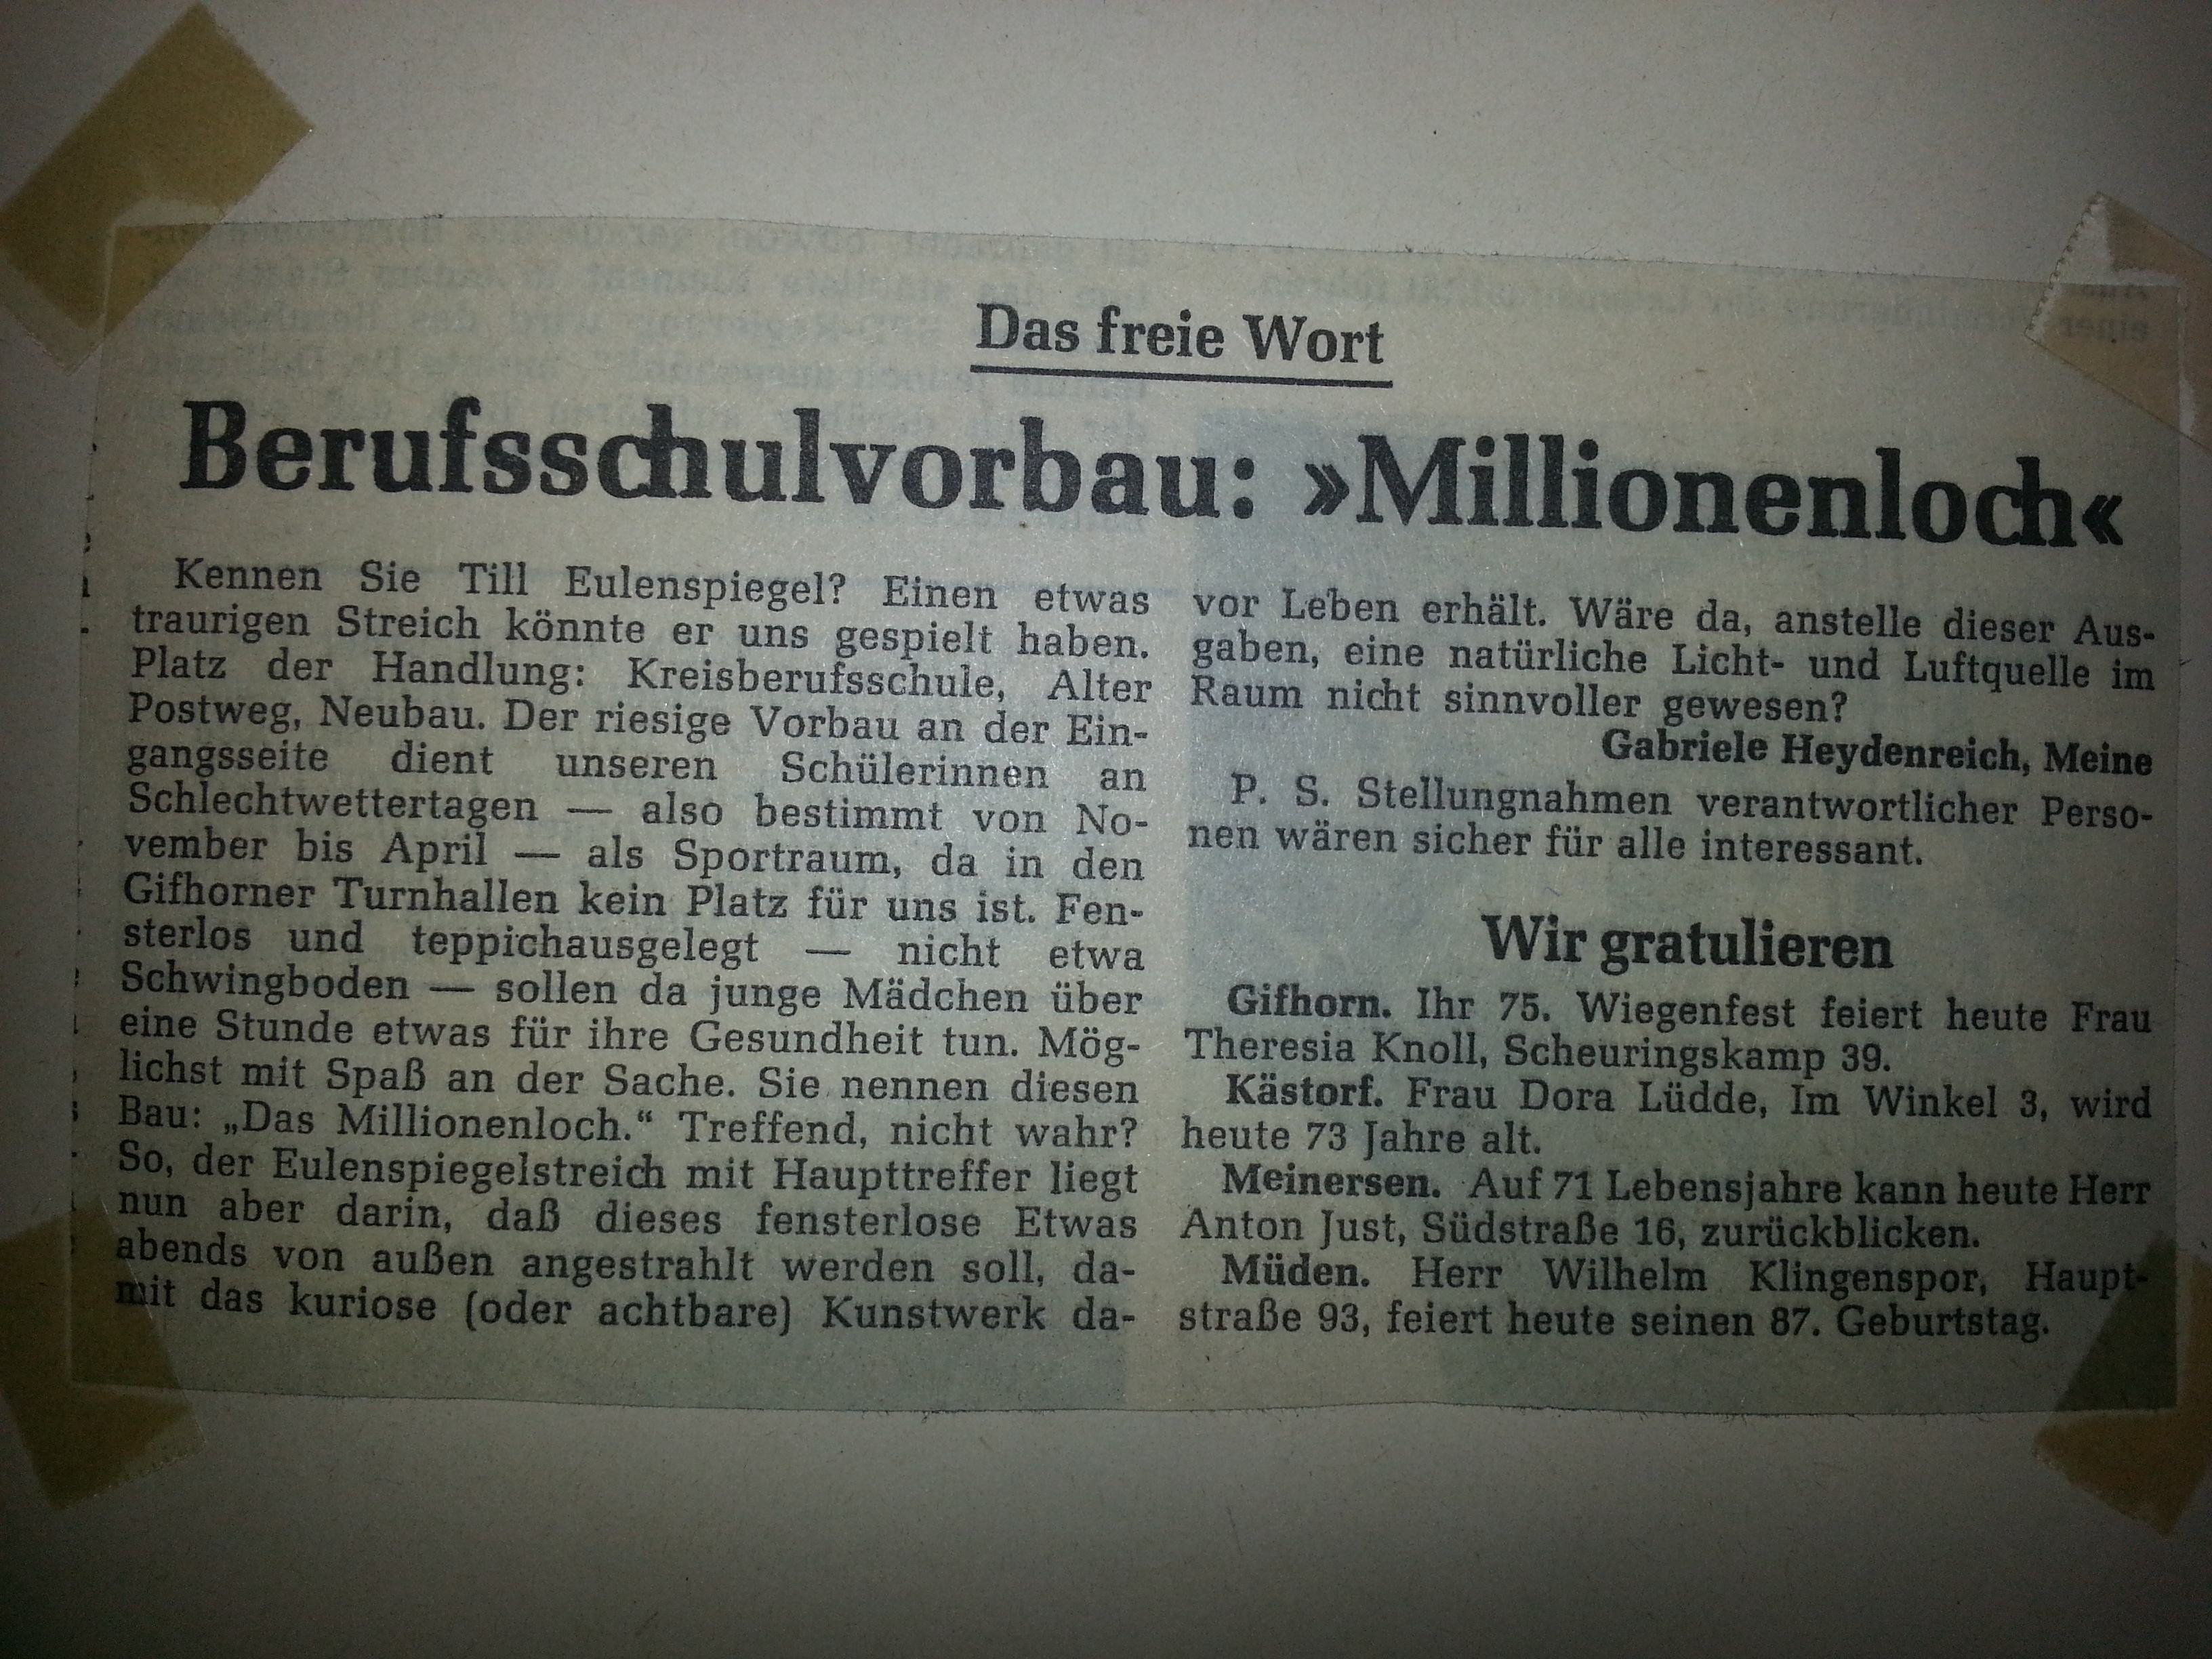 Das freie Wort
Berufsschulvorbau: »Millionenloch«
Kennen Sie Till Eulenspiegel? Einen etwas
traurigen Streich könnte er uns gespielt haben.
Platz der Handlung: Kreisberufsschule, Alter
Postweg, Neubau. Der riesige Vorbau an der Ein-
gangsseite dient unseren Schülerinnen an
Schlechtwettertagen — also bestimmt von No-
vember bis April — als Sportraum, da in den
Gifhorner Turnhallen kein Platz für uns ist. Fen-
sterlos und teppichausgelegt — nicht etwa
Schwingboden — sollen da junge Mädchen über
eine Stunde etwas für ihre Gesundheit tun. Mög-
lichst mit Spaß an der Sache. Sie nennen diesen
Bau: „Das Millionenloch.“ Treffend, nicht wahr?
So, der Eulenspiegelstreich mit Haupttreffer liegt
nun aber darin, daß dieses fensterlose Etwas
abends von außen angestrahlt werden soll, da-
mit das kuriose (oder achtbare) Kunstwerk da-
vor Leben erhält. Wäre da, anstelle dieser Aus-
gaben, eine natürliche Licht- und Luftquelle im
Raum nicht sinnvoller gewesen?
Gabriele Heydenreich, Meine
P. S. Stellungnahmen verantwortlicher Perso-
nen wären sicher für alle interessant.
Wir gratulieren
Gifhorn. Ihr 75. Wiegenfest feiert heute Frau
Theresia Knoll, Scheuringskamp 39.
Kästorf. Frau Dora Lüdde, Im Winkel 3, wird
heute 73 Jahre alt.
Meinersen. Auf 71 Lebensjahre kann heute Herr
Anton Just, Südstraße 16, zurückblicken.
Müden. Herr Wilhelm Klingenspor, Haupt-
straße 93, feiert heute seinen 87. Geburtstag.